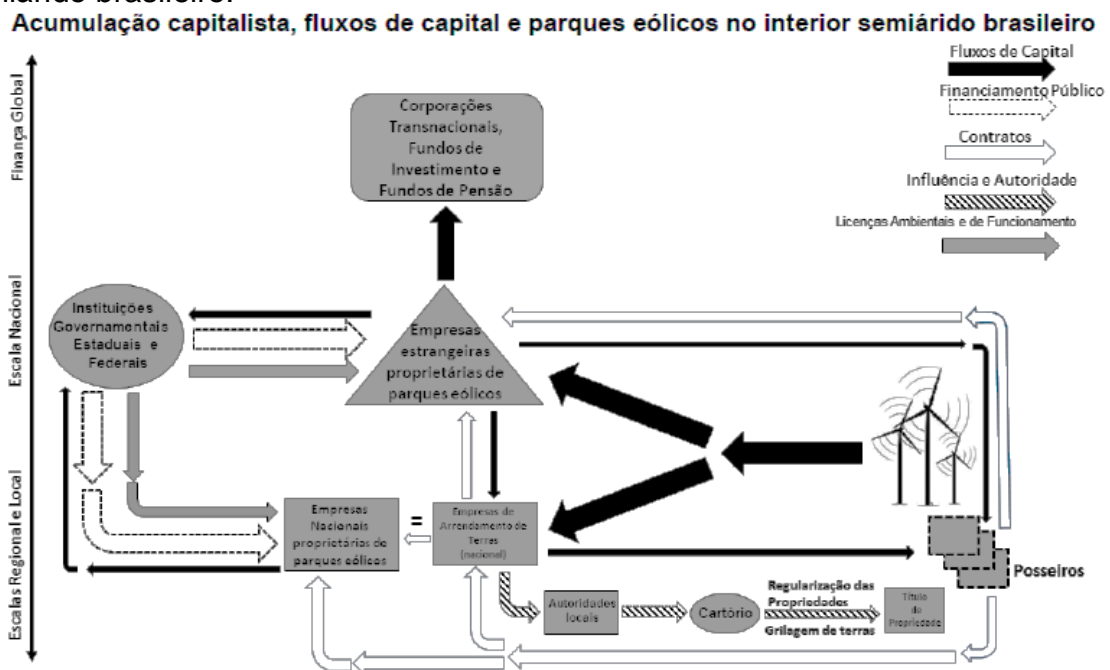 iliando brasileiro.
Acumulação capitalista, fluxos de capital e parques eólicos no interior semiárido brasileiro
Fluxos de Capital
Financiamento Público
Contratos
Influência e Autoridade
Licenças Ambientais e de Funcionamento
Finança Global
Escala Nacional
Escalas Regional e Local
Corporações
Transnacionais,
Fundos de
Investimento e
Fundos de Pensão
Instituições
Governamentais
Estaduais e
Federais
Empresas
estrangeiras
proprietárias de
parques eólicos
Empresas
Nacionais
proprietárias de
parques eólicos
=
Empresas de
Arrendamento de
Terras
(nacional)
Posseiros
Autoridades
locais
Cartório
Regularização das
Propriedades
Grilagem de terras
Título
de
Propriedade